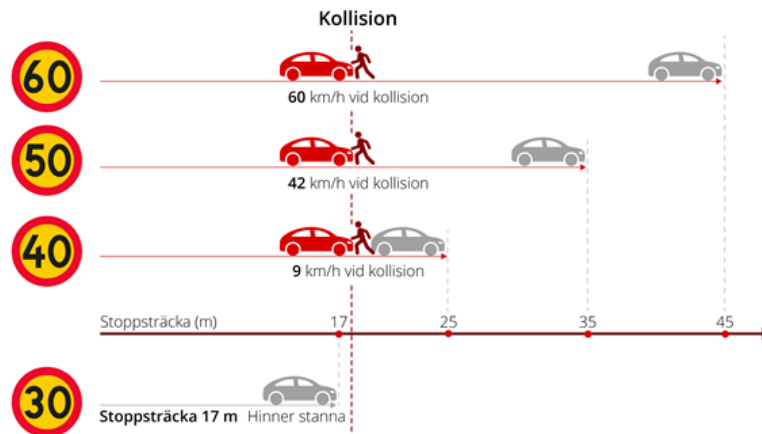 Kollision
60
60 km/h vid kollision
50
42 km/h vid kollision
40
9 km/h vid kollision
Stoppsträcka (m) 17 25 35 45
30
Stoppsträcka 17 m Hinner stanna